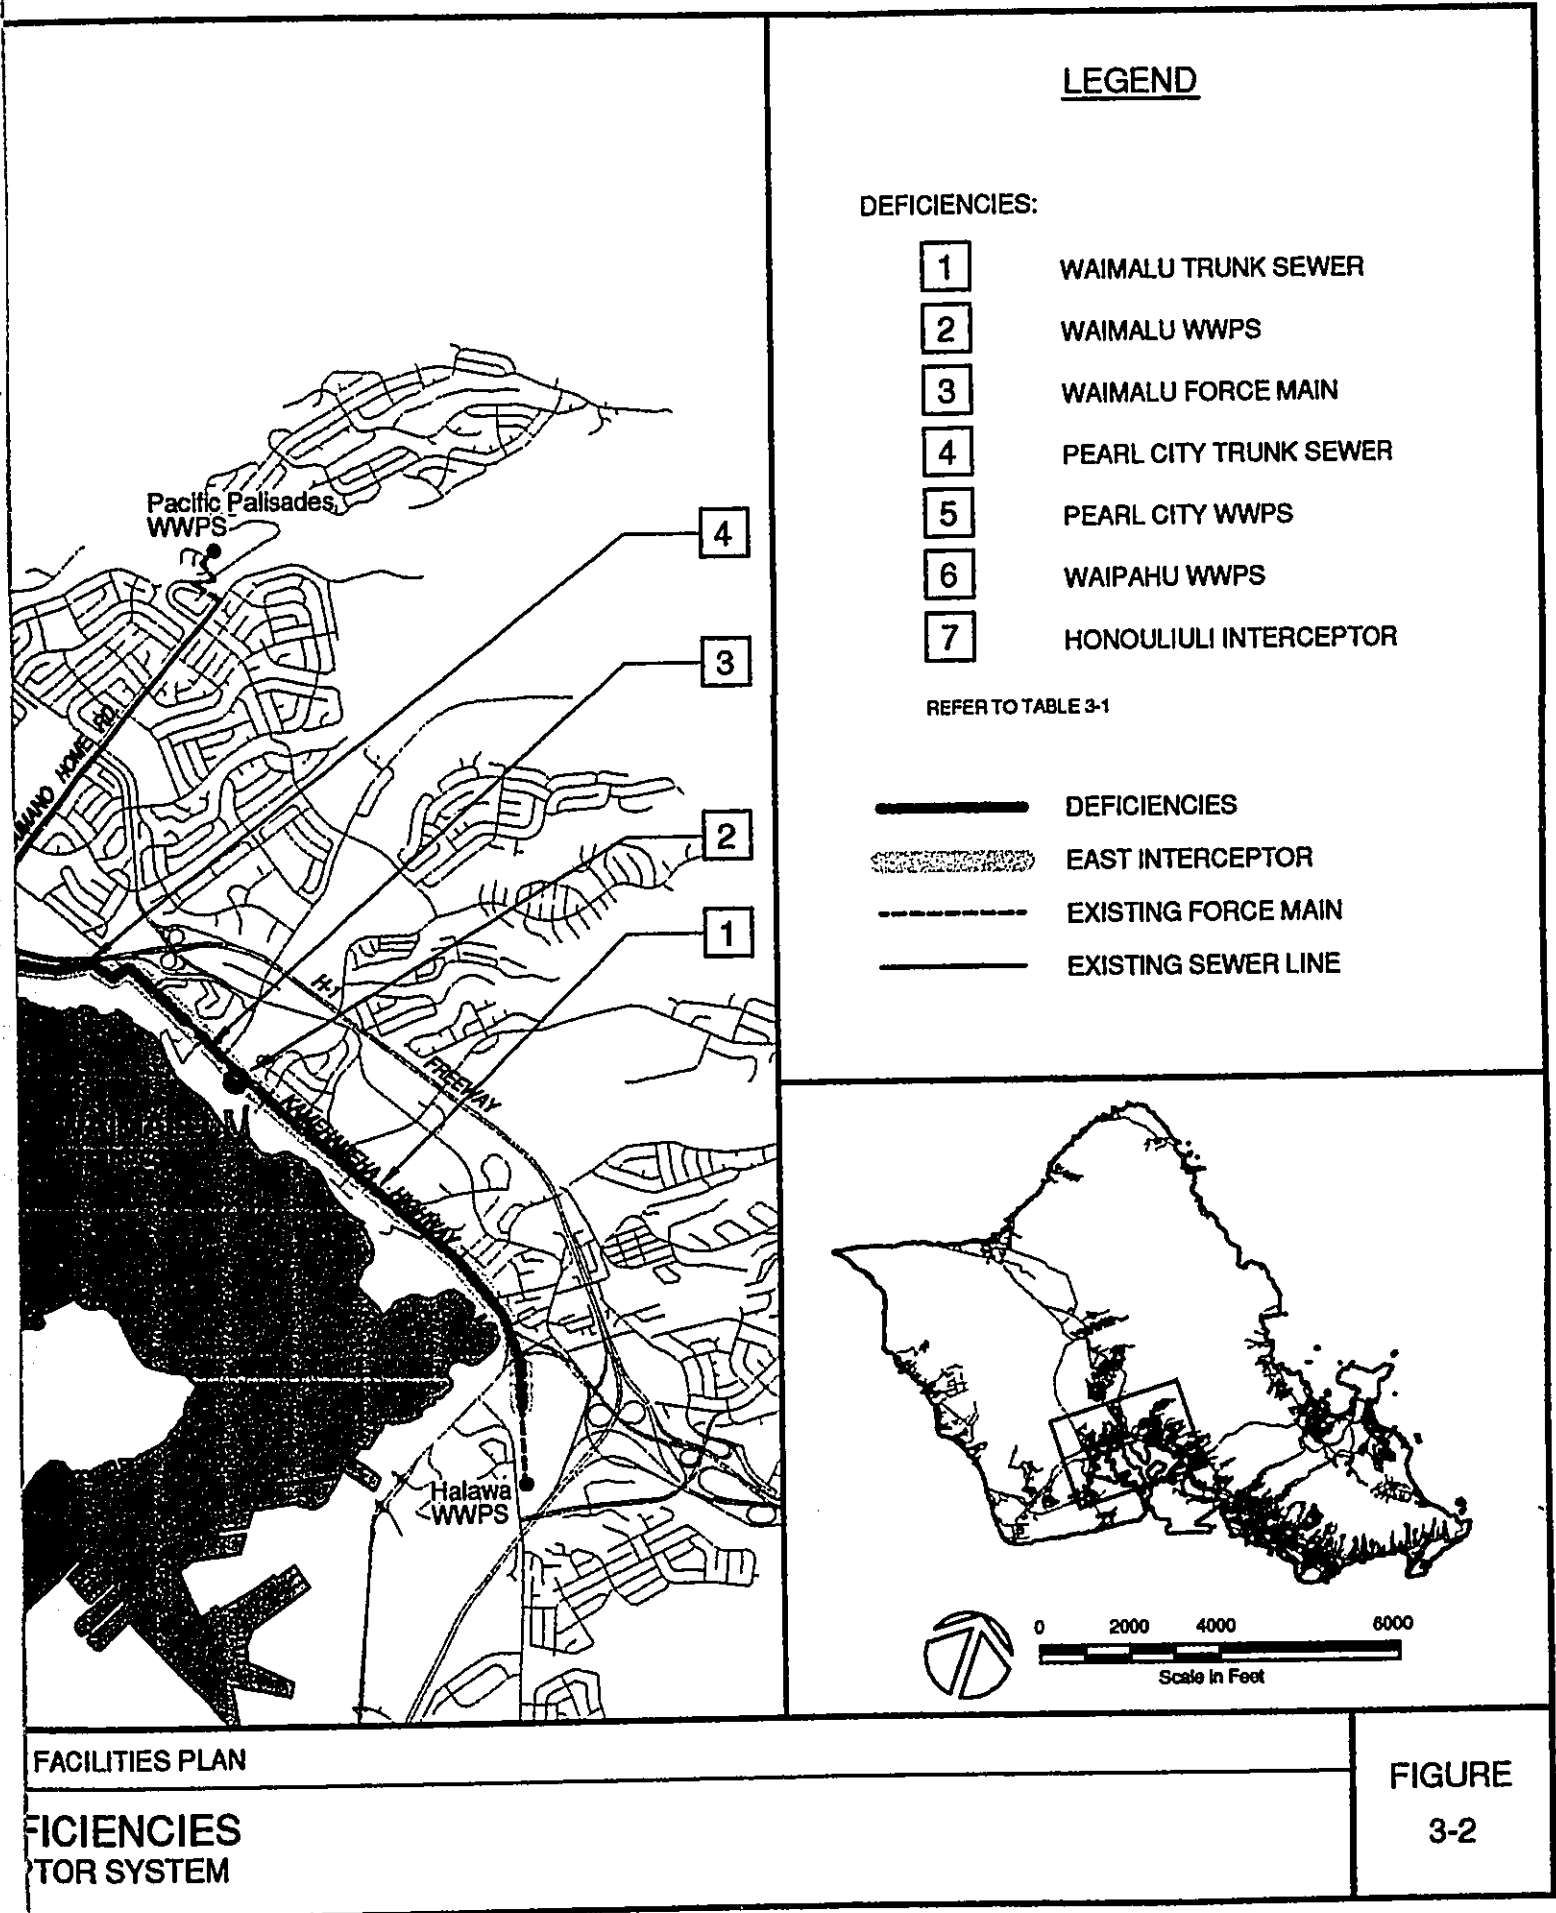 LEGEND
DEFICIENCIES:
1 WAIMALU TRUNK SEWER
2 WAIMALU WWPS
3 WAIMALU FORCE MAIN
4 PEARL CITY TRUNK SEWER
5 PEARL CITY WWPS
6 WAIPAHU WWPS
7 HONOULIULI INTERCEPTOR
REFER TO TABLE 3-1
DEFICIENCIES
EAST INTERCEPTOR
EXISTING FORCE MAIN
EXISTING SEWER LINE
Pacific Palisades
WWPS
4
3
2
1
HOME RD.
H-1
FREEWAY
KAMEHAMEHA
HIGHWAY
Halawa
WWPS
0 2000 4000 6000
Scale in Feet
FACILITIES PLAN
FICIENCIES
TOR SYSTEM
FIGURE
3-2